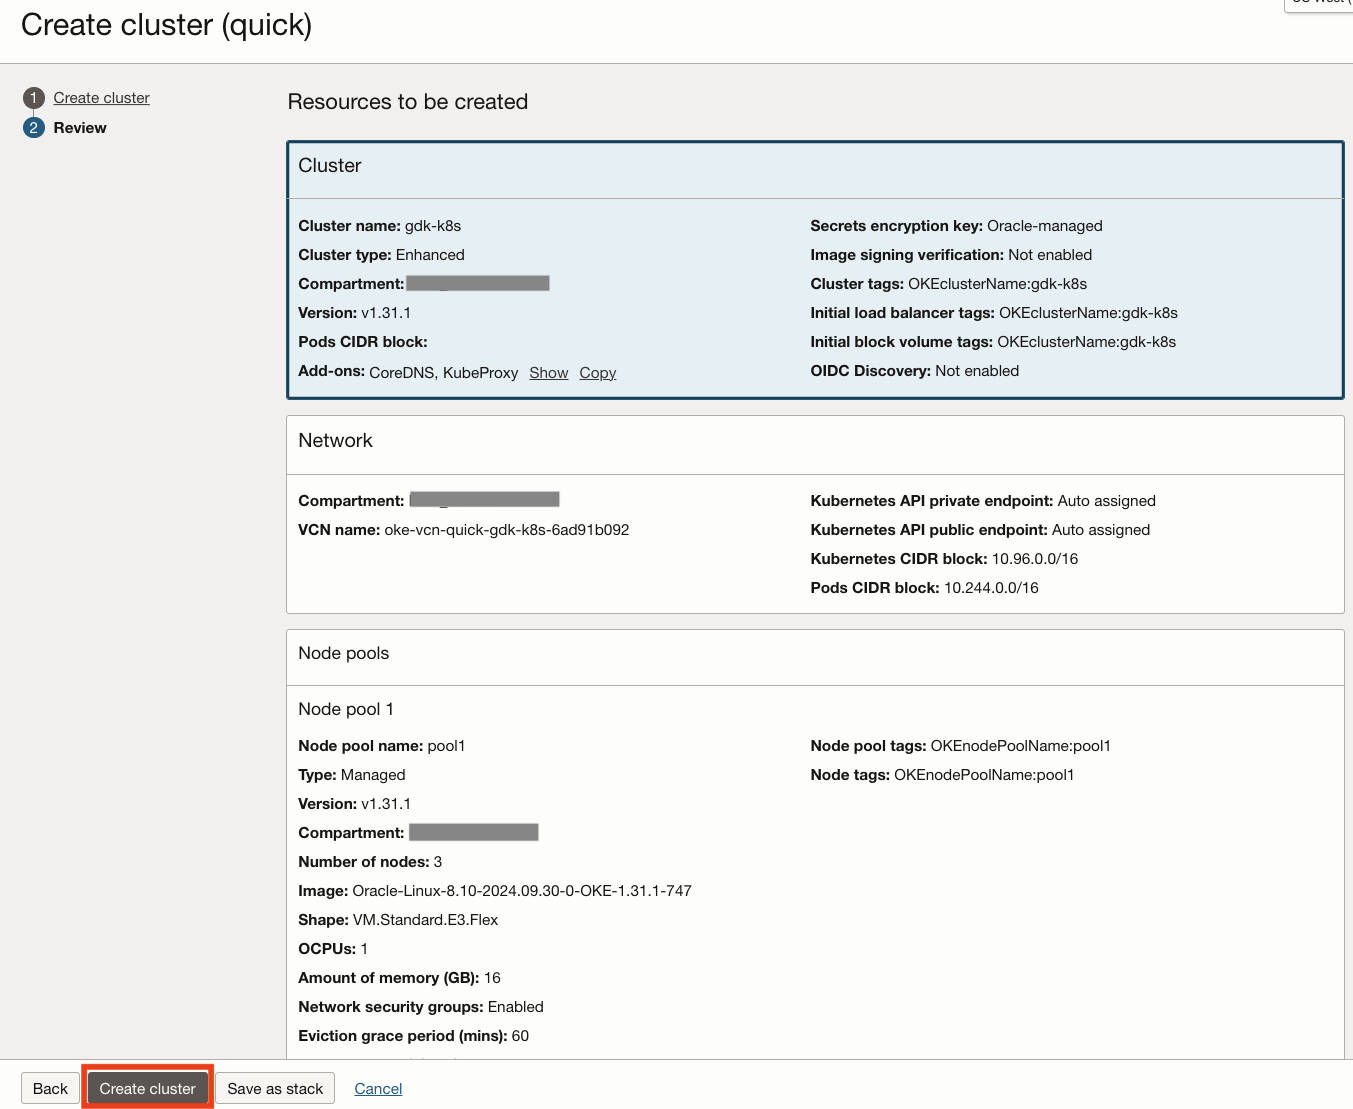 Create cluster (quick)
1 Create cluster
2 Review
Resources to be created
Cluster
Cluster name: gdk-k8s
Cluster type: Enhanced
Compartment:
Version: v1.31.1
Pods CIDR block:
Add-ons: CoreDNS, KubeProxy Show Copy
Secrets encryption key: Oracle-managed
Image signing verification: Not enabled
Cluster tags: OKEclusterName:gdk-k8s
Initial load balancer tags: OKEclusterName:gdk-k8s
Initial block volume tags: OKEclusterName:gdk-k8s
OIDC Discovery: Not enabled
Network
Compartment:
VCN name: oke-vcn-quick-gdk-k8s-6ad91b092
Kubernetes API private endpoint: Auto assigned
Kubernetes API public endpoint: Auto assigned
Kubernetes CIDR block: 10.96.0.0/16
Pods CIDR block: 10.244.0.0/16
Node pools
Node pool 1
Node pool name: pool1
Type: Managed
Version: v1.31.1
Compartment:
Number of nodes: 3
Image: Oracle-Linux-8.10-2024.09.30-0-OKE-1.31.1-747
Shape: VM.Standard.E3.Flex
OCPUs: 1
Amount of memory (GB): 16
Network security groups: Enabled
Eviction grace period (mins): 60
Node pool tags: OKEnodePoolName:pool1
Node tags: OKEnodePoolName:pool1
Back Create cluster Save as stack Cancel